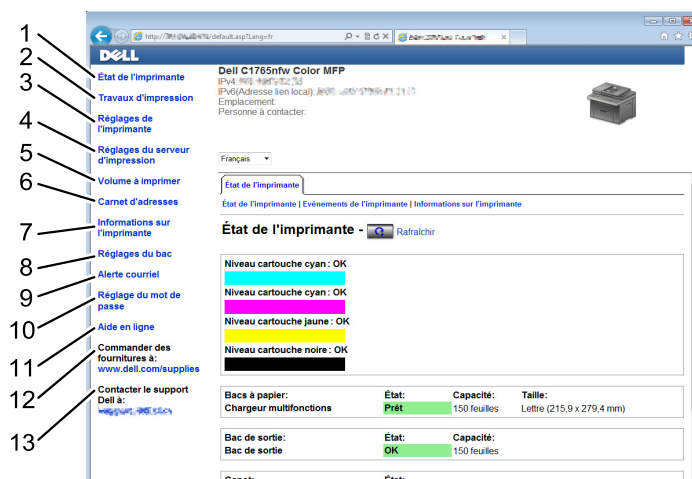 http://
/default.asp?Lang=fr
DELL
1
2
3
4
5
6
7
8
9
10
11
12
13
État de l'imprimante
Travaux d'impression
Réglages de
l'imprimante
Réglages du serveur
d'impression
Volume à imprimer
Carnet d'adresses
Informations sur
l'imprimante
Réglages du bac
Alerte courriel
Réglage du mot de
passe
Aide en ligne
Commander des
fournitures à:
www.dell.com/supplies
Contacter le support
Dell à:
Dell C1765nfw Color MFP
IPv4:
IPv6(Adresse lien local):
Emplacement:
Personne à contacter:
Français
État de l'imprimante
État de l'imprimante | Evénements de l'imprimante | Informations sur l'imprimante
État de l'imprimante - Rafraîchir
Niveau cartouche cyan : OK
Niveau cartouche cyan : OK
Niveau cartouche jaune : OK
Niveau cartouche noire : OK
Bacs à papier: État: Capacité: Taille:
Chargeur multifonctions Prêt 150 feuilles Lettre (215,9 x 279,4 mm)
Bac de sortie: État: Capacité:
Bac de sortie OK 150 feuilles